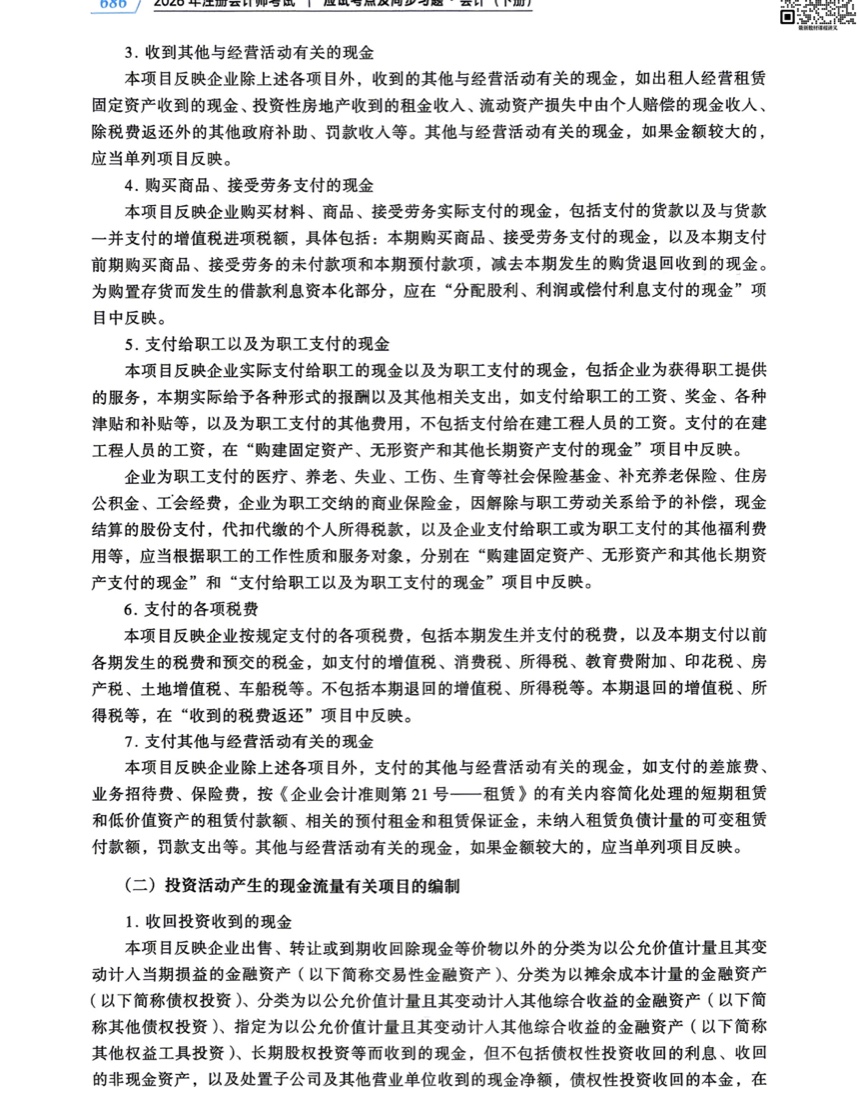 686 2026 年注册会计师考试 | 应试考点及同步习题·会计(下册)
3. 收到其他与经营活动有关的现金
本项目反映企业除上述各项目外，收到的其他与经营活动有关的现金，如出租人经营租赁
固定资产收到的现金、投资性房地产收到的租金收入、流动资产损失中由个人赔偿的现金收入、
除税费返还外的其他政府补助、罚款收入等。其他与经营活动有关的现金，如果金额较大的，
应当单列项目反映。
4. 购买商品、接受劳务支付的现金
本项目反映企业购买材料、商品、接受劳务实际支付的现金，包括支付的货款以及与货款
一并支付的增值税进项税额，具体包括：本期购买商品、接受劳务支付的现金，以及本期支付
前期购买商品、接受劳务的未付款项和本期预付款项，减去本期发生的购货退回收到的现金。
为购置存货而发生的借款利息资本化部分，应在“分配股利、利润或偿付利息支付的现金”项
目中反映。
5. 支付给职工以及为职工支付的现金
本项目反映企业实际支付给职工的现金以及为职工支付的现金，包括企业为获得职工提供
的服务，本期实际给予各种形式的报酬以及其他相关支出，如支付给职工的工资、奖金、各种
津贴和补贴等，以及为职工支付的其他费用，不包括支付给在建工程人员的工资。支付的在建
工程人员的工资，在“购建固定资产、无形资产和其他长期资产支付的现金”项目中反映。
企业为职工支付的医疗、养老、失业、工伤、生育等社会保险基金、补充养老保险、住房
公积金、工会经费，企业为职工交纳的商业保险金，因解除与职工劳动关系给予的补偿，现金
结算的股份支付，代扣代缴的个人所得税款，以及企业支付给职工或为职工支付的其他福利费
用等，应当根据职工的工作性质和服务对象，分别在“购建固定资产、无形资产和其他长期资
产支付的现金”和“支付给职工以及为职工支付的现金”项目中反映。
6. 支付的各项税费
本项目反映企业按规定支付的各项税费，包括本期发生并支付的税费，以及本期支付以前
各期发生的税费和预交的税金，如支付的增值税、消费税、所得税、教育费附加、印花税、房
产税、土地增值税、车船税等。不包括本期退回的增值税、所得税等。本期退回的增值税、所
得税等，在“收到的税费返还”项目中反映。
7. 支付其他与经营活动有关的现金
本项目反映企业除上述各项目外，支付的其他与经营活动有关的现金，如支付的差旅费、
业务招待费、保险费，按《企业会计准则第 21 号——租赁》的有关内容简化处理的短期租赁
和低价值资产的租赁付款额、相关的预付租金和租赁保证金，未纳入租赁负债计量的可变租赁
付款额，罚款支出等。其他与经营活动有关的现金，如果金额较大的，应当单列项目反映。
（二）投资活动产生的现金流量有关项目的编制
1. 收回投资收到的现金
本项目反映企业出售、转让或到期收回除现金等价物以外的分类为以公允价值计量且其变
动计入当期损益的金融资产（以下简称交易性金融资产）、分类为以摊余成本计量的金融资产
（以下简称债权投资）、分类为以公允价值计量且其变动计入其他综合收益的金融资产（以下简
称其他债权投资）、指定为以公允价值计量且其变动计入其他综合收益的金融资产（以下简称
其他权益工具投资）、长期股权投资等而收到的现金，但不包括债权性投资收回的利息、收回
的非现金资产，以及处置子公司及其他营业单位收到的现金净额，债权性投资收回的本金，在